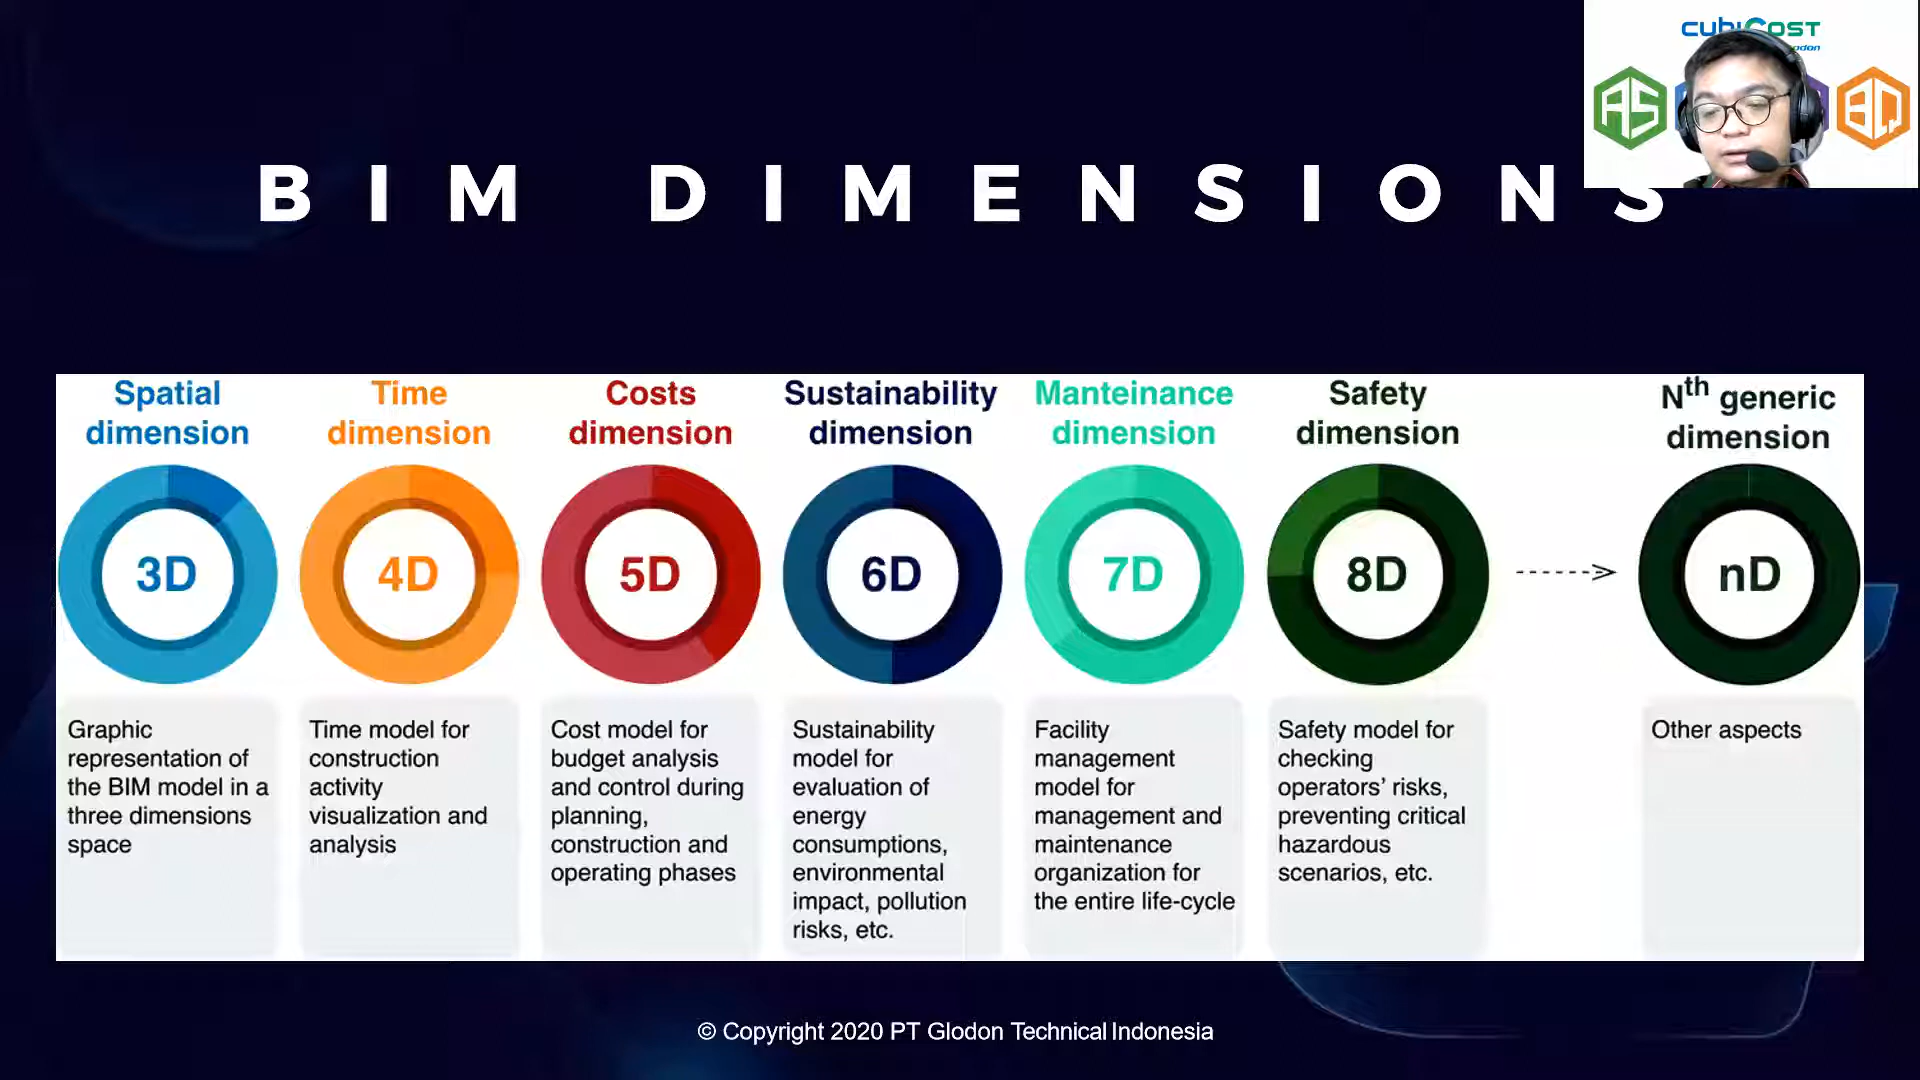 cubicost
AS
BQ
BIM DIMENSIONS
Spatial
dimension
Time
dimension
Costs
dimension
Sustainability
dimension
Manteinance
dimension
Safety
dimension
Nth generic
dimension
3D
4D
5D
6D
7D
8D
nD
Graphic
representation of
the BIM model in a
three dimensions
space
Time model for
construction
activity
visualization and
analysis
Cost model for
budget analysis
and control during
planning,
construction and
operating phases
Sustainability
model for
evaluation of
energy
consumptions,
environmental
impact, pollution
risks, etc.
Facility
management
model for
management and
maintenance
organization for
the entire life-cycle
Safety model for
checking
operators’ risks,
preventing critical
hazardous
scenarios, etc.
Other aspects
© Copyright 2020 PT Glodon Technical Indonesia